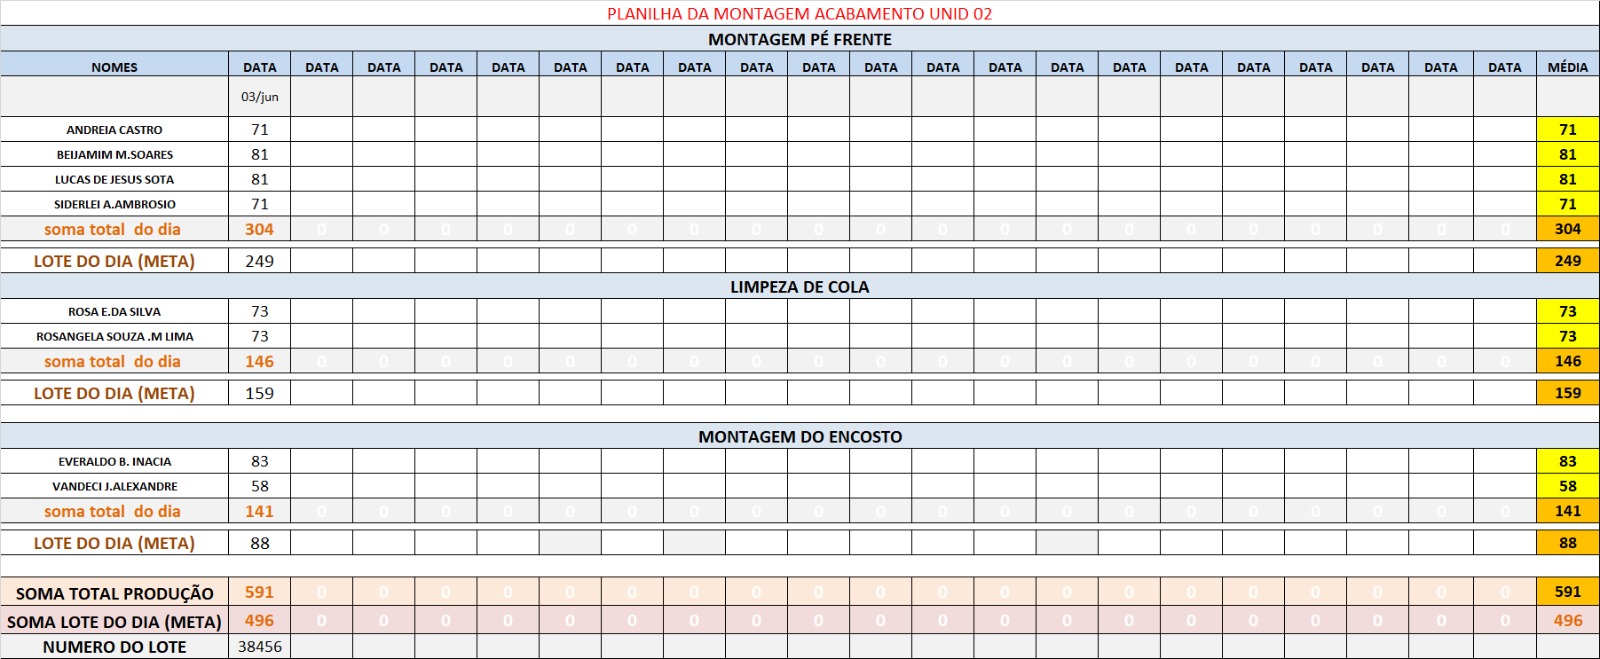 PLANILHA DA MONTAGEM ACABAMENTO UNID 02
MONTAGEM PÉ FRENTE
NOMES DATA DATA DATA DATA DATA DATA DATA DATA DATA DATA DATA DATA DATA DATA DATA DATA DATA DATA DATA DATA DATA MÉDIA
03/jun
ANDREIA CASTRO 71 71
BEIJAMIM M.SOARES 81 81
LUCAS DE JESUS SOTA 81 81
SIDERLEI A.AMBROSIO 71 71
soma total do dia 304 0 0 0 0 0 0 0 0 0 0 0 0 0 0 0 0 0 0 0 0 304
LOTE DO DIA (META) 249 249
LIMPEZA DE COLA
ROSA E.DA SILVA 73 73
ROSANGELA SOUZA .M LIMA 73 73
soma total do dia 146 0 0 0 0 0 0 0 0 0 0 0 0 0 0 0 0 0 0 0 0 146
LOTE DO DIA (META) 159 159
MONTAGEM DO ENCOSTO
EVERALDO B. INACIA 83 83
VANDECI J.ALEXANDRE 58 58
soma total do dia 141 0 0 0 0 0 0 0 0 0 0 0 0 0 0 0 0 0 0 0 0 141
LOTE DO DIA (META) 88 88
SOMA TOTAL PRODUÇÃO 591 0 0 0 0 0 0 0 0 0 0 0 0 0 0 0 0 0 0 0 0 591
SOMA LOTE DO DIA (META) 496 0 0 0 0 0 0 0 0 0 0 0 0 0 0 0 0 0 0 0 0 496
NUMERO DO LOTE 38456